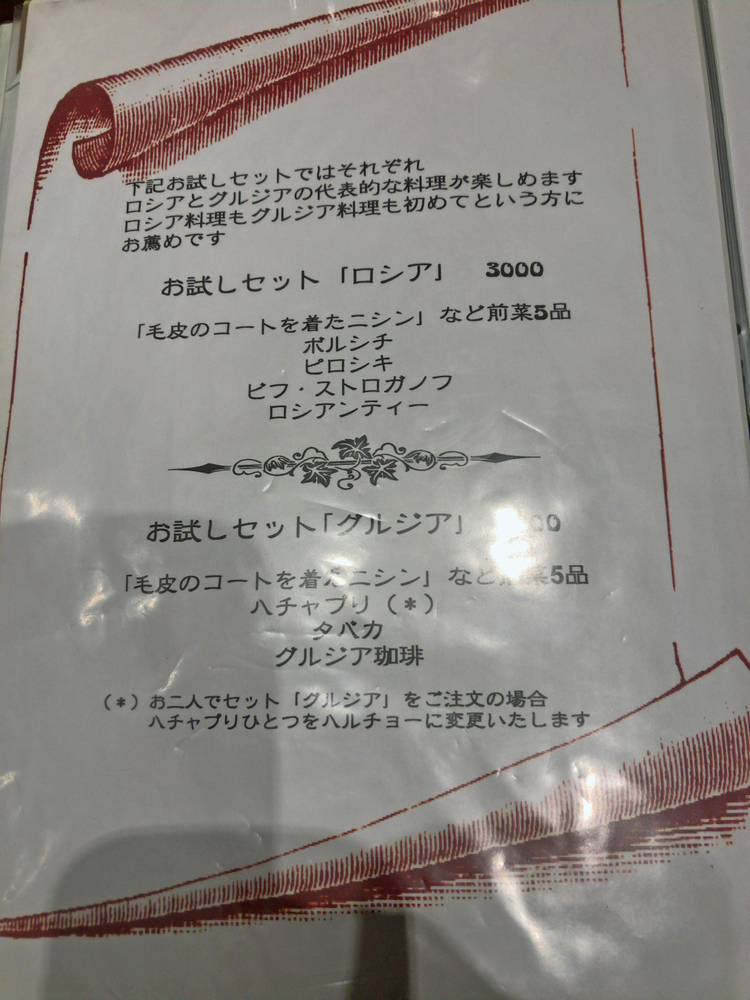 下記お試しセットではそれぞれ
ロシアとグルジアの代表的な料理が楽しめます
ロシア料理もグルジア料理も初めてという方に
お薦めです
お試しセット「ロシア」 3000
「毛皮のコートを着たニシン」など前菜5品
ボルシチ
ピロシキ
ビフ・ストロガノフ
ロシアンティー
お試しセット「グルジア」
「毛皮のコートを着たニシン」など前菜5品
ハチャプリ(*)
タバカ
グルジア珈琲
(*)お二人でセット「グルジア」をご注文の場合
ハチャプリひとつをハルチョーに変更いたします